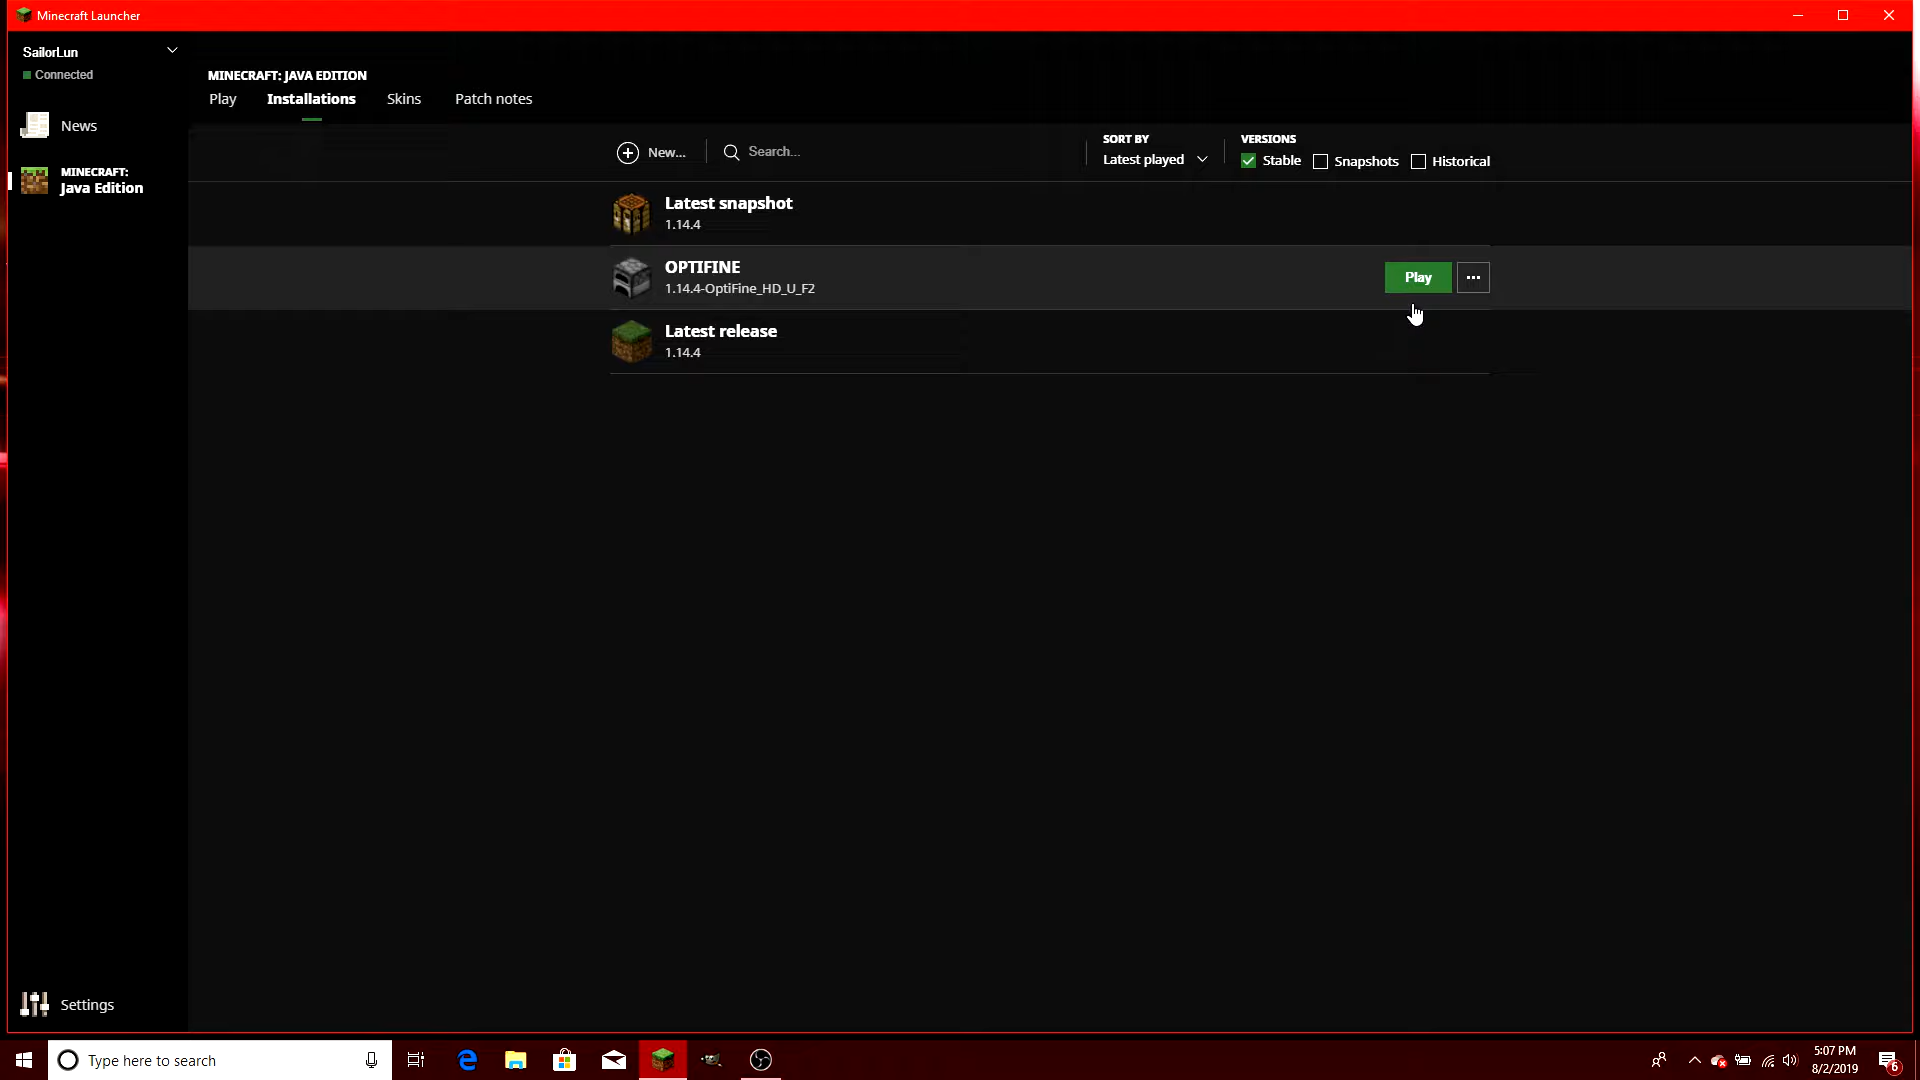 Minecraft Launcher
SailorLun
Connected
News
MINECRAFT:
Java Edition
Settings
MINECRAFT: JAVA EDITION
Play
Installations
Skins
Patch notes
New...
Search...
SORT BY
Latest played
VERSIONS
Stable
Snapshots
Historical
Latest snapshot
1.14.4
OPTIFINE
1.14.4-OptiFine_HD_U_F2
Play
Latest release
1.14.4
Type here to search
5:07 PM
8/2/2019
6